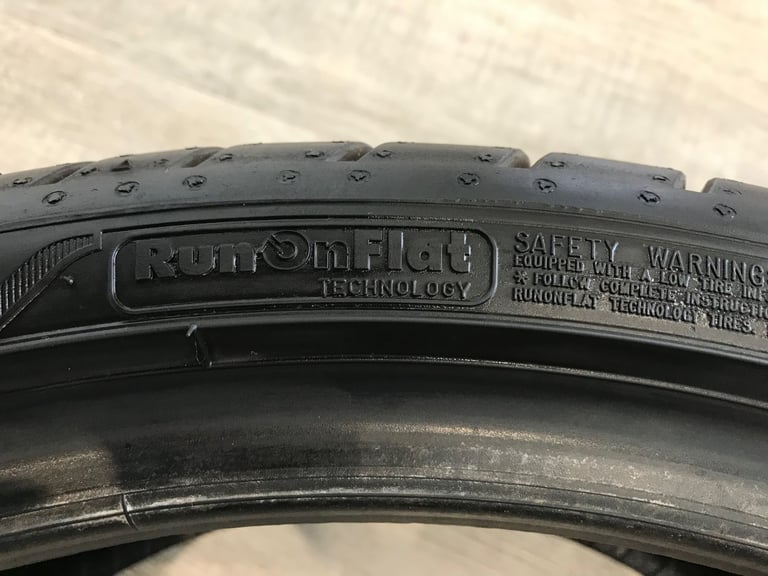 RunOnFlat
TECHNOLOGY
SAFETY WARNING
EQUIPPED WITH A LOW TIRE
* FOLLOW COMPLETE
RUNONFLAT TECHNOLOGY TIRES.